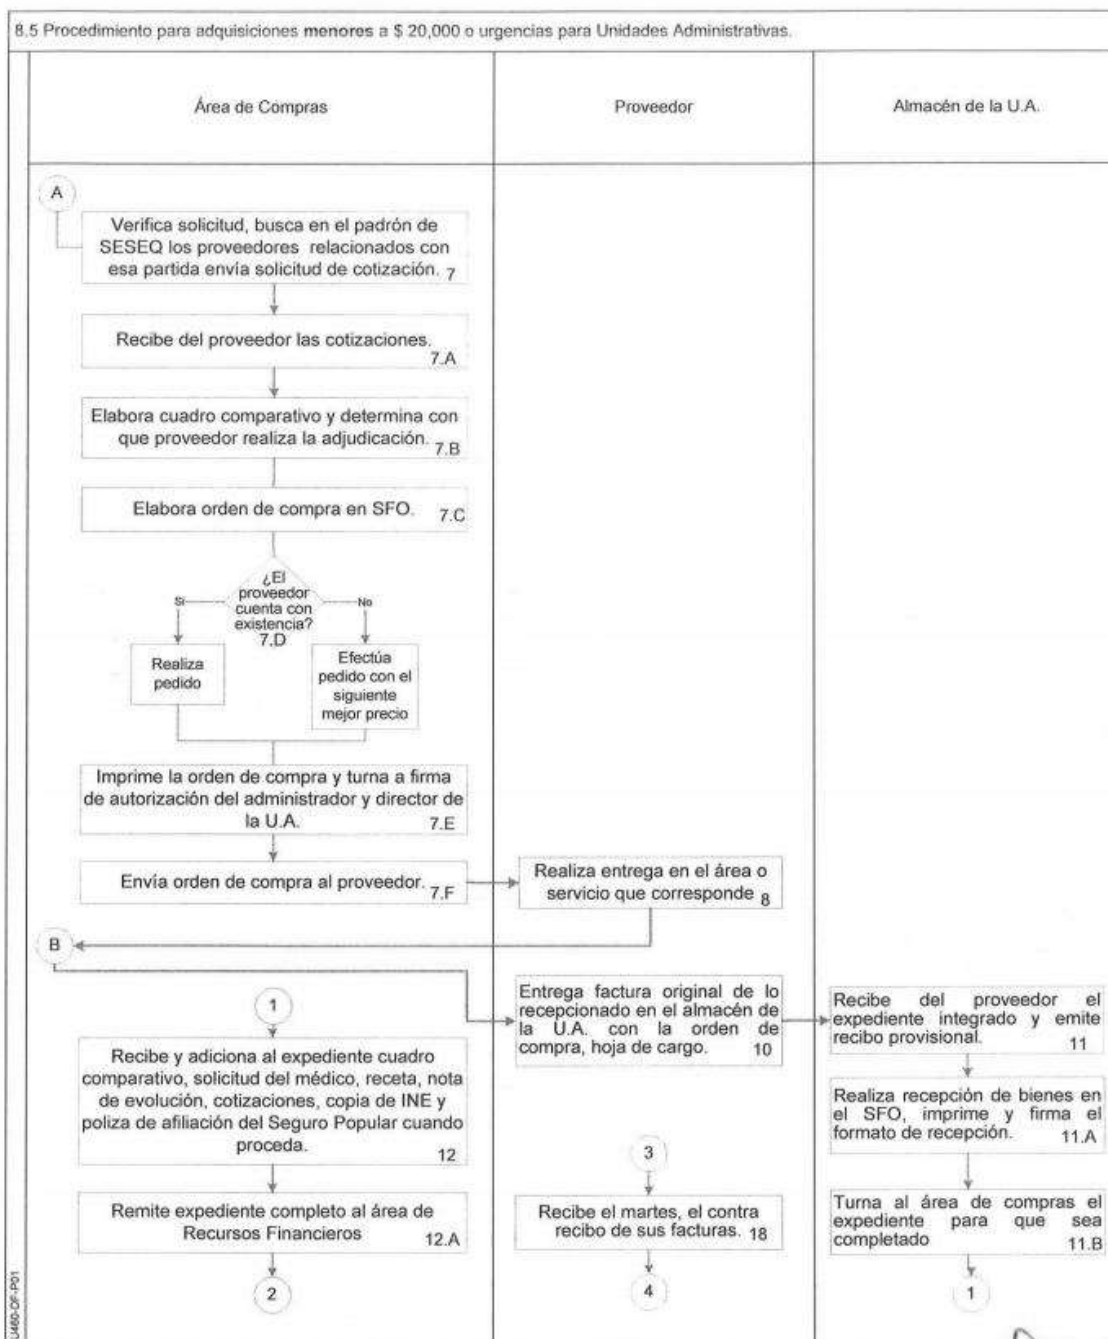 8.5 Procedimiento para adquisiciones menores a $ 20,000 o urgencias para Unidades Administrativas.
Área de Compras
Proveedor
Almacén de la U.A.
A
Verifica solicitud, busca en el padrón de
SESEQ los proveedores relacionados con
esa partida envía solicitud de cotización. 7
Recibe del proveedor las cotizaciones.
7.A
Elabora cuadro comparativo y determina con
que proveedor realiza la adjudicación. 7.B
Elabora orden de compra en SFO. 7.C
¿El
proveedor
cuenta con
existencia?
7.D
Si
No
Realiza
pedido
Efectúa
pedido con el
siguiente
mejor precio
Imprime la orden de compra y turna a firma
de autorización del administrador y director de
la U.A. 7.E
Envía orden de compra al proveedor. 7.F
Realiza entrega en el área o
servicio que corresponde 8
B
Entrega factura original de lo
recepcionado en el almacén de
la U.A. con la orden de
compra, hoja de cargo. 10
Recibe del proveedor el
expediente integrado y emite
recibo provisional. 11
Realiza recepción de bienes en
el SFO, imprime y firma el
formato de recepción. 11.A
Turna al área de compras el
expediente para que sea
completado 11.B
1
1
Recibe y adiciona al expediente cuadro
comparativo, solicitud del médico, receta, nota
de evolución, cotizaciones, copia de INE y
poliza de afiliación del Seguro Popular cuando
proceda. 12
Remite expediente completo al área de
Recursos Financieros 12.A
2
3
Recibe el martes, el contra
recibo de sus facturas. 18
4
U460-DF-P01